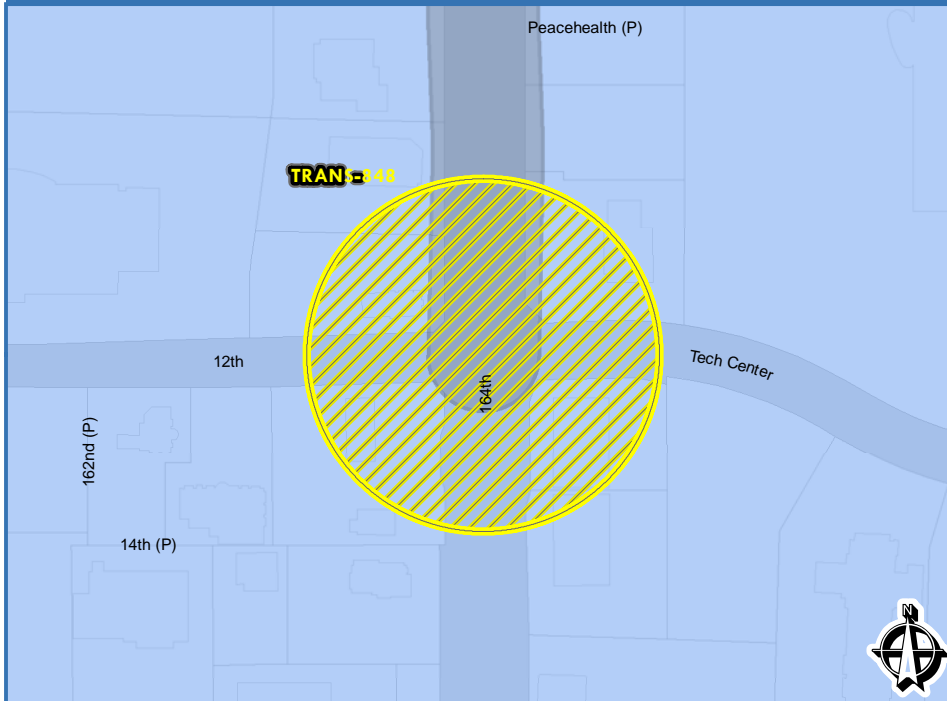 Peacehealth (P)
TRANS-848
12th
Tech Center
164th
162nd (P)
14th (P)
N